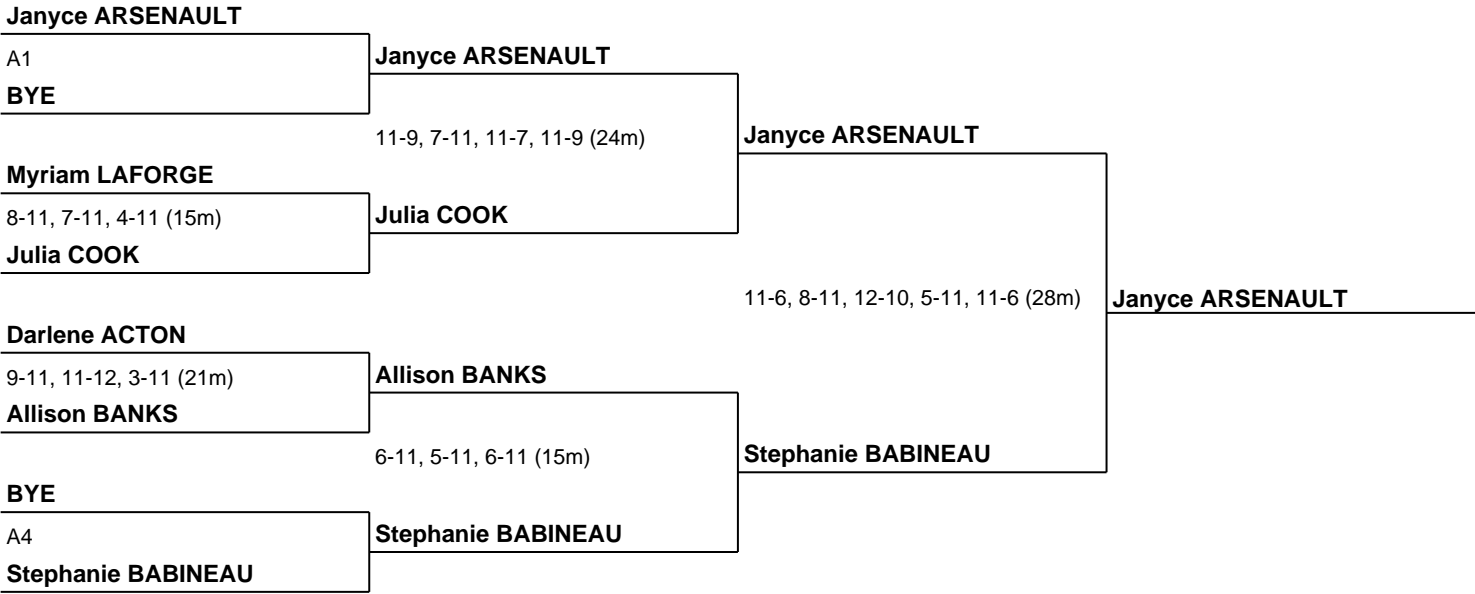 Janyce ARSENAULT
A1
Janyce ARSENAULT
BYE
11-9, 7-11, 11-7, 11-9 (24m)
Janyce ARSENAULT
Myriam LAFORGE
8-11, 7-11, 4-11 (15m)
Julia COOK
Julia COOK
11-6, 8-11, 12-10, 5-11, 11-6 (28m)
Janyce ARSENAULT
Darlene ACTON
9-11, 11-12, 3-11 (21m)
Allison BANKS
Allison BANKS
6-11, 5-11, 6-11 (15m)
Stephanie BABINEAU
BYE
A4
Stephanie BABINEAU
Stephanie BABINEAU